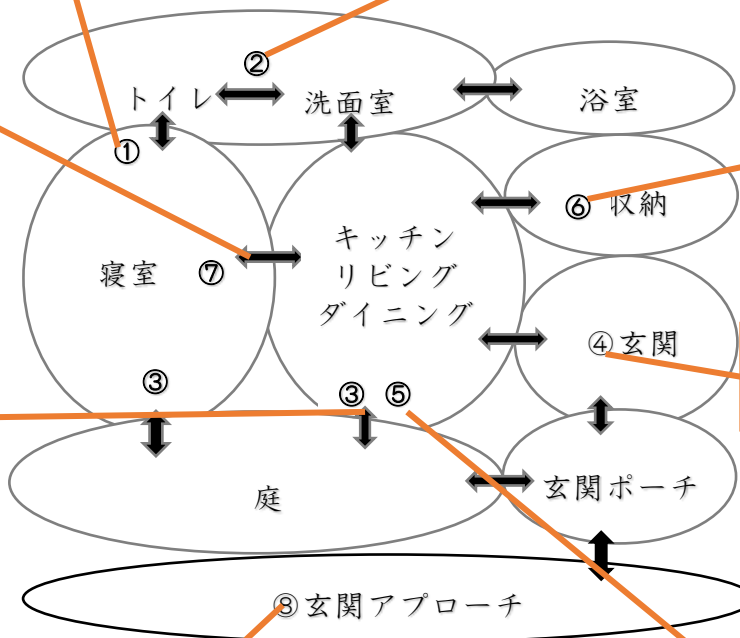 ②
トイレ
洗面室
浴室
①
⑥
収納
キッチン
リビング
ダイニング
寝室
⑦
④玄関
③
③
⑤
庭
玄関ポーチ
⑧玄関アプローチ